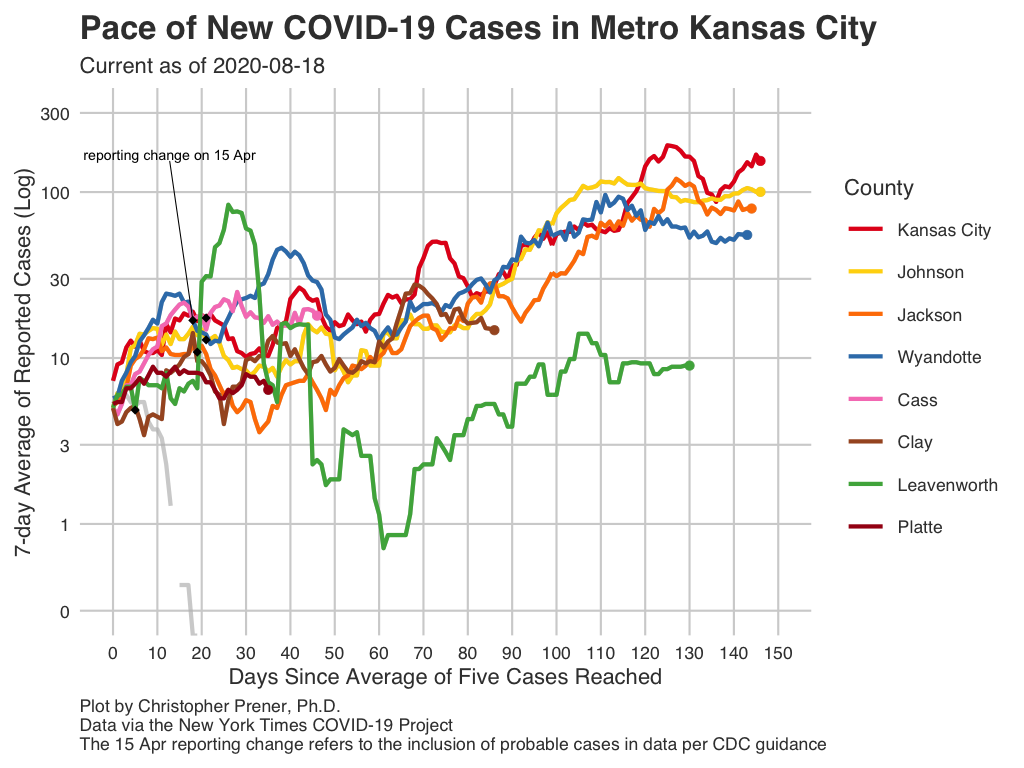 Pace of New COVID-19 Cases in Metro Kansas City
Current as of 2020-08-18
7-day Average of Reported Cases (Log)
300
100
30
10
3
1
0
reporting change on 15 Apr
0 10 20 30 40 50 60 70 80 90 100 110 120 130 140 150
Days Since Average of Five Cases Reached
County
Kansas City
Johnson
Jackson
Wyandotte
Cass
Clay
Leavenworth
Platte
Plot by Christopher Prener, Ph.D.
Data via the New York Times COVID-19 Project
The 15 Apr reporting change refers to the inclusion of probable cases in data per CDC guidance